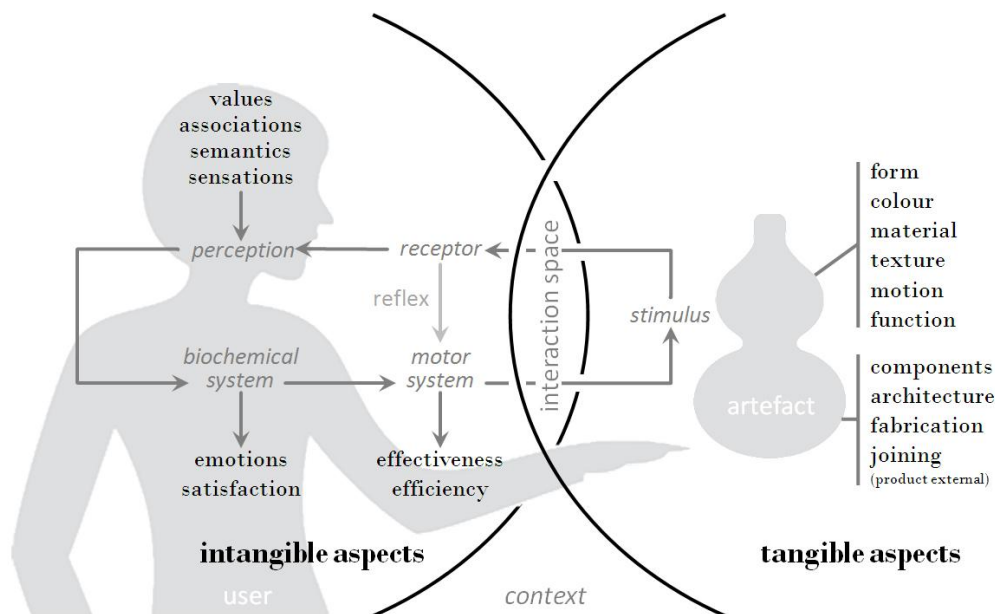 values
associations
semantics
sensations
perception
receptor
reflex
biochemical
system
motor
system
emotions
satisfaction
effectiveness
efficiency
intangible aspects
user
interaction space
context
stimulus
artefact
form
colour
material
texture
motion
function
components
architecture
fabrication
joining
(product external)
tangible aspects